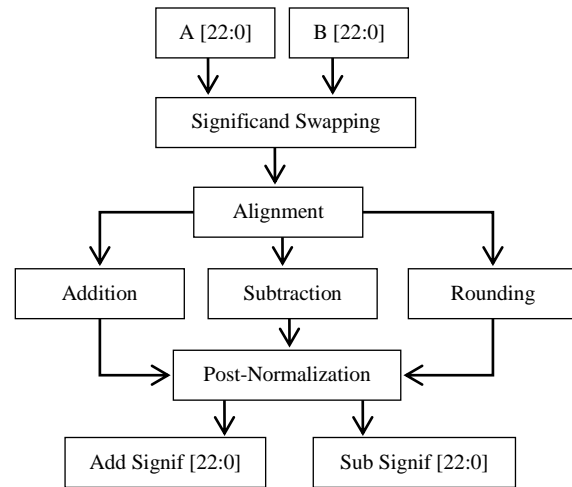 A [22:0]
B [22:0]
Significand Swapping
Alignment
Addition
Subtraction
Rounding
Post-Normalization
Add Signif [22:0]
Sub Signif [22:0]